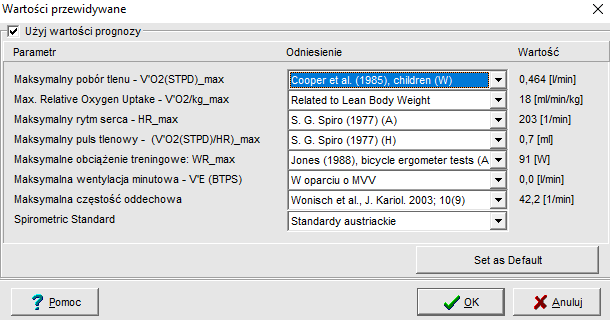 Wartości przewidywane
Użyj wartości prognozy
Parametr Odniesienie Wartość
Maksymalny pobór tlenu - V'O2(STPD)_max Cooper et al. (1985), children (W) 0,464 [l/min]
Max. Relative Oxygen Uptake - V'O2/kg_max Related to Lean Body Weight 18 [ml/min/kg]
Maksymalny rytm serca - HR_max S. G. Spiro (1977) (A) 203 [1/min]
Maksymalny puls tlenowy - (V'O2(STPD)/HR)_max S. G. Spiro (1977) (H) 0,7 [ml]
Maksymalne obciążenie treningowe: WR_max Jones (1988), bicycle ergometer tests (A 91 [W]
Maksymalna wentylacja minutowa - V'E (BTPS) W oparciu o MVV 0,0 [l/min]
Maksymalna częstość oddechowa Wonisch et al., J. Kariol. 2003; 10(9) 42,2 [1/min]
Spirometric Standard Standardy austriackie
Set as Default
Pomoc OK Anuluj